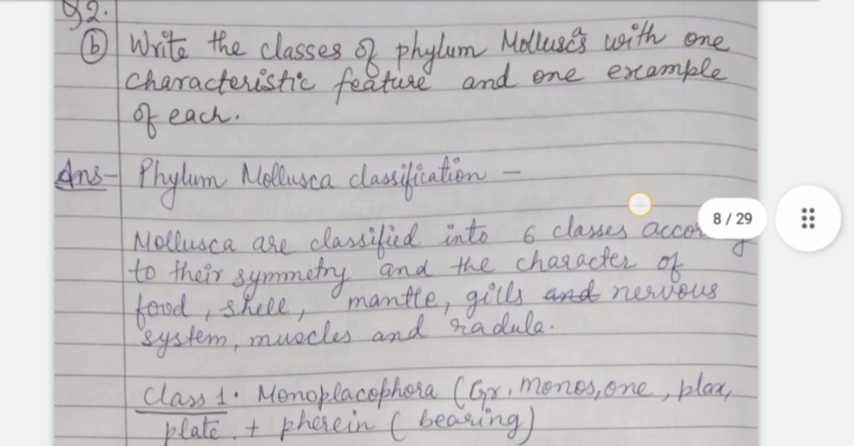 Q2.
(b) Write the classes of phylum Mollusca with one
characteristic feature and one example
of each.
Ans- Phylum Mollusca classification -
8 / 29
Mollusca are classified into 6 classes accor
to their symmetry and the character of
food, shell, mantle, gills and nervous
system, muscles and radula.
Class 1. Monoplacophora (Gr, monos, one, plax,
plate. + pherein ( bearing)